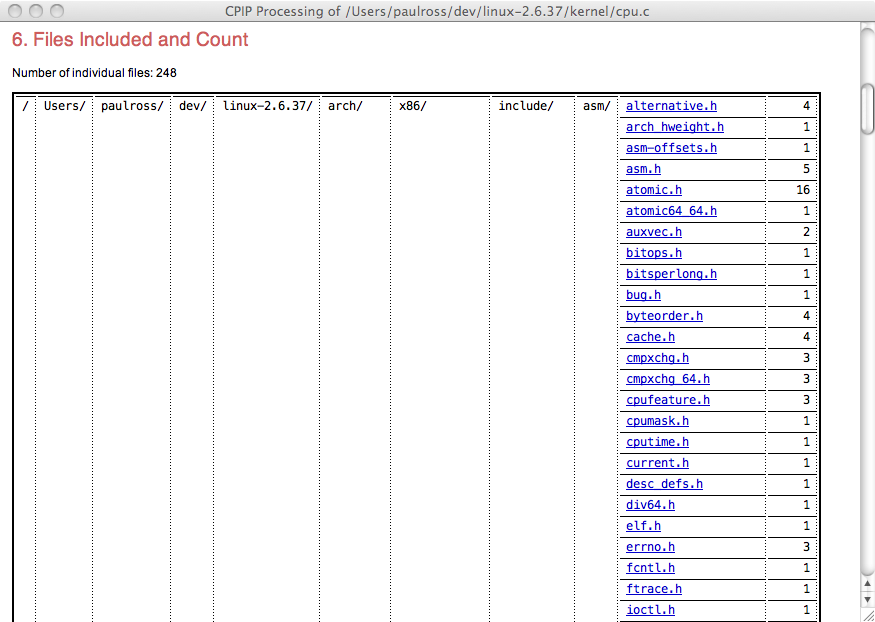 CPIP Processing of /Users/paulross/dev/linux-2.6.37/kernel/cpu.c
6. Files Included and Count
Number of individual files: 248
/ Users/ paulross/ dev/ linux-2.6.37/ arch/ x86/ include/ asm/ alternative.h 4
arch_hweight.h 1
asm-offsets.h 1
asm.h 5
atomic.h 16
atomic64_64.h 1
auxvec.h 2
bitops.h 1
bitsperlong.h 1
bug.h 1
byteorder.h 4
cache.h 4
cmpxchg.h 3
cmpxchg_64.h 3
cpufeature.h 3
cpumask.h 1
cputime.h 1
current.h 1
desc_defs.h 1
div64.h 1
elf.h 1
errno.h 3
fcntl.h 1
ftrace.h 1
ioctl.h 1